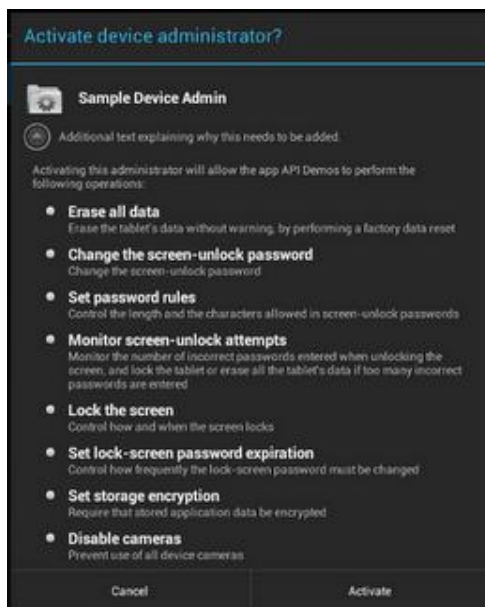 Activate device administrator?
Sample Device Admin
Additional text explaining why this needs to be added.
Activating this administrator will allow the app API Demos to perform the
following operations:
Erase all data
Erase the tablet's data without warning, by performing a factory data reset
Change the screen-unlock password
Change the screen-unlock password
Set password rules
Control the length and the characters allowed in screen-unlock passwords
Monitor screen-unlock attempts
Monitor the number of incorrect passwords entered when unlocking the
screen, and lock the tablet or erase all the tablet's data if too many incorrect
passwords are entered
Lock the screen
Control how and when the screen locks
Set lock-screen password expiration
Control how frequently the lock-screen password must be changed
Set storage encryption
Require that stored application data be encrypted
Disable cameras
Prevent use of all device cameras
Cancel Activate